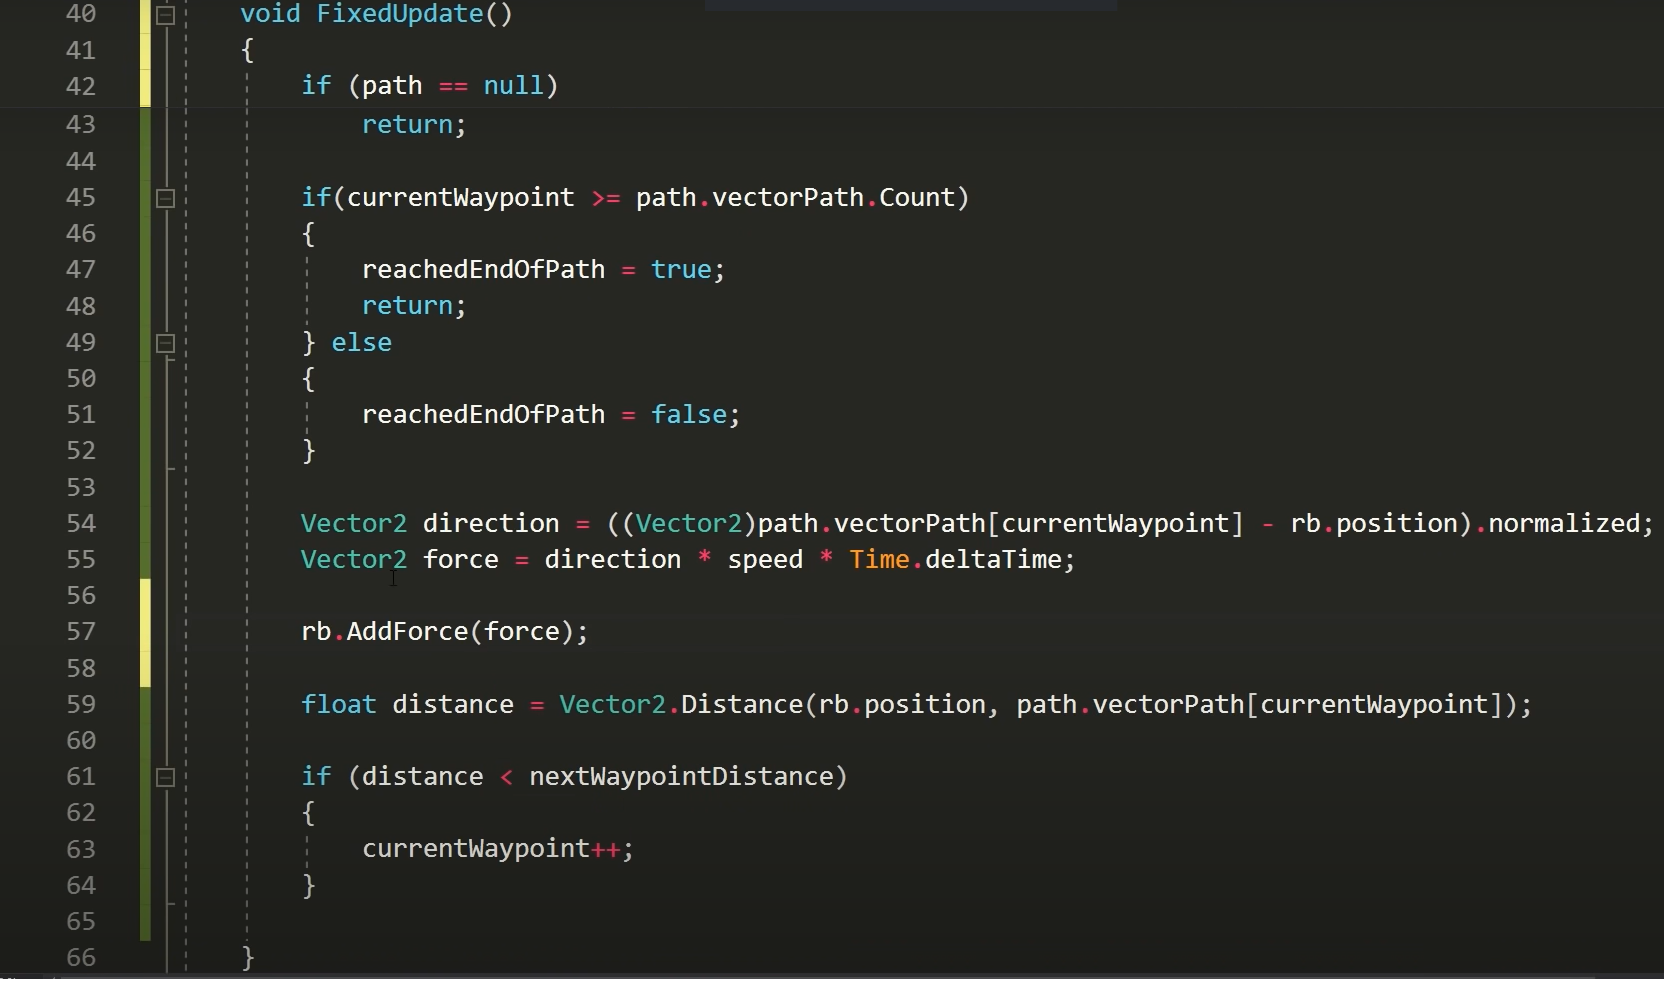 40 void FixedUpdate()
41 {
42 if (path == null)
43 return;
44
45 if(currentWaypoint >= path.vectorPath.Count)
46 {
47 reachedEndOfPath = true;
48 return;
49 } else
50 {
51 reachedEndOfPath = false;
52 }
53
54 Vector2 direction = ((Vector2)path.vectorPath[currentWaypoint] - rb.position).normalized;
55 Vector2 force = direction * speed * Time.deltaTime;
56
57 rb.AddForce(force);
58
59 float distance = Vector2.Distance(rb.position, path.vectorPath[currentWaypoint]);
60
61 if (distance < nextWaypointDistance)
62 {
63 currentWaypoint++;
64 }
65
66 }